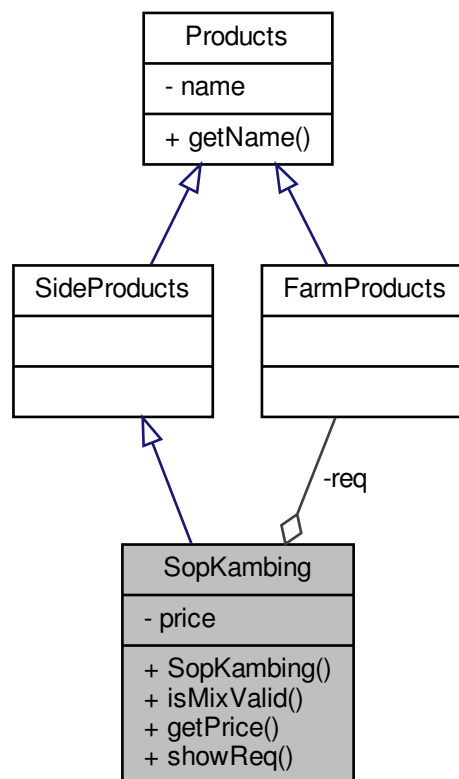 Products
- name
+ getName()
SideProducts
FarmProducts
-req
SopKambing
- price
+ SopKambing()
+ isMixValid()
+ getPrice()
+ showReq()